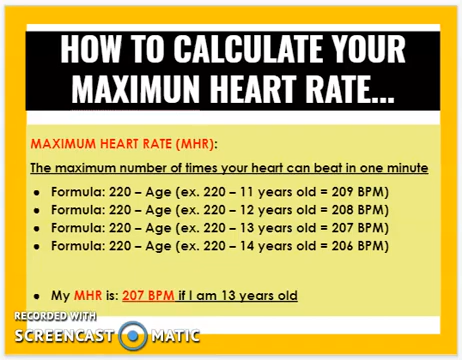 HOW TO CALCULATE YOUR
MAXIMUN HEART RATE...
MAXIMUM HEART RATE (MHR):
The maximum number of times your heart can beat in one minute
● Formula: 220 – Age (ex. 220 – 11 years old = 209 BPM)
● Formula: 220 – Age (ex. 220 – 12 years old = 208 BPM)
● Formula: 220 – Age (ex. 220 – 13 years old = 207 BPM)
● Formula: 220 – Age (ex. 220 – 14 years old = 206 BPM)
● My MHR is: 207 BPM if I am 13 years old
RECORDED WITH
SCREENCAST MATIC